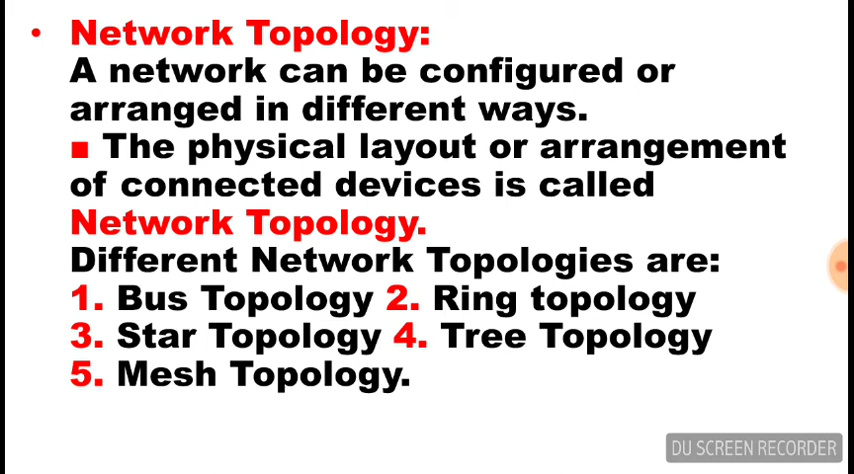 • Network Topology:
A network can be configured or
arranged in different ways.
■ The physical layout or arrangement
of connected devices is called
Network Topology.
Different Network Topologies are:
1. Bus Topology 2. Ring topology
3. Star Topology 4. Tree Topology
5. Mesh Topology.
DU SCREEN RECORDER